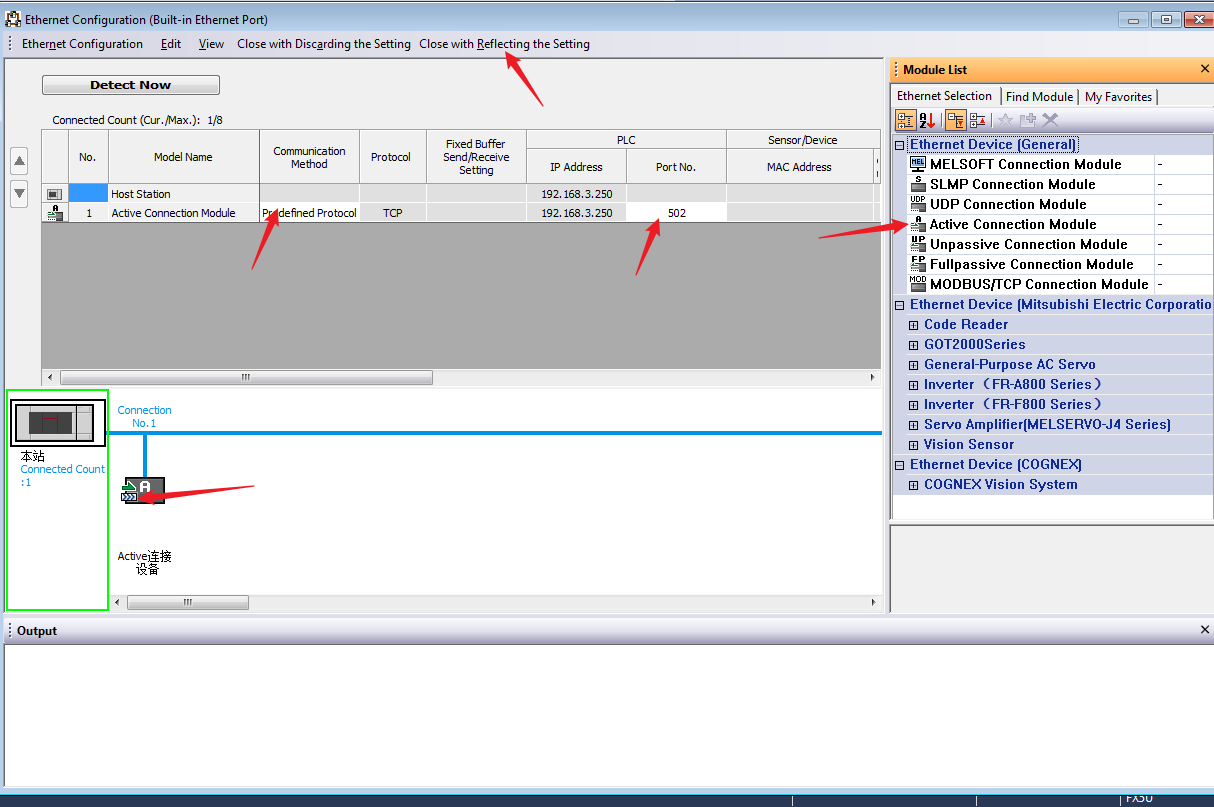 Ethernet Configuration (Built-in Ethernet Port)
Ethernet Configuration Edit View Close with Discarding the Setting Close with Reflecting the Setting
Detect Now
Connected Count (Cur./Max.): 1/8
No. Model Name Communication Method Protocol Fixed Buffer Send/Receive Setting PLC Sensor/Device
IP Address Port No. MAC Address
Host Station 192.168.3.250
1 Active Connection Module Predefined Protocol TCP 192.168.3.250 502
Connection
No.1
本站
Connected Count
:1
A
Active连接
设备
Module List
Ethernet Selection Find Module My Favorites
Ethernet Device (General)
MEL MELSOFT Connection Module -
S SLMP Connection Module -
UDP UDP Connection Module -
A Active Connection Module -
UP Unpassive Connection Module -
FP Fullpassive Connection Module -
MOD MODBUS/TCP Connection Module -
Ethernet Device (Mitsubishi Electric Corporatio
Code Reader
GOT2000Series
General-Purpose AC Servo
Inverter （FR-A800 Series）
Inverter （FR-F800 Series）
Servo Amplifier(MELSERVO-J4 Series)
Vision Sensor
Ethernet Device (COGNEX)
COGNEX Vision System
Output
FX5U